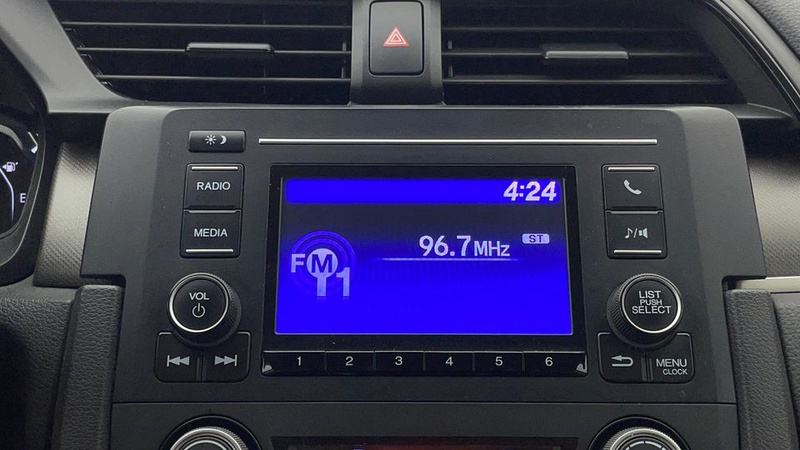 RADIO
MEDIA
4:24
96.7MHz
ST
FM
1
VOL
LIST
PUSH
SELECT
1 2 3 4 5 6
MENU
CLOCK
E